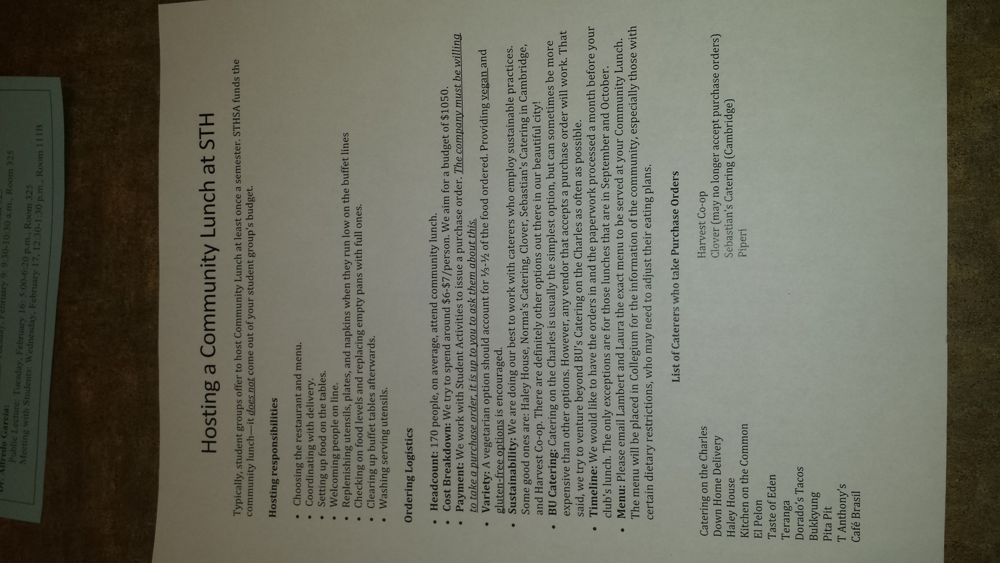 Dr. Alfredo Garcia:
Public Lecture: Tuesday, February 16: 5:00-6:20 p.m., Room 325
Meeting with Students: Wednesday, February 17, 12:30-1:30 p.m., Room 111B
Hosting a Community Lunch at STH
Typically, student groups offer to host Community Lunch at least once a semester. STHSA funds the
community lunch—it does not come out of your student group's budget.
Hosting responsibilities
• Choosing the restaurant and menu.
• Coordinating with delivery.
• Setting up food on the tables.
• Welcoming people on line.
• Replenishing utensils, plates, and napkins when they run low on the buffet lines
• Checking on food levels and replacing empty pans with full ones.
• Clearing up buffet tables afterwards.
• Washing serving utensils.
Ordering Logistics
• Headcount: 170 people, on average, attend community lunch.
• Cost Breakdown: We try to spend around $6-$7/person. We aim for a budget of $1050.
• Payment: We work with Student Activities to issue a purchase order. The company must be willing
to take a purchase order, it is up to you to ask them about this.
• Variety: A vegetarian option should account for ⅓-½ of the food ordered. Providing vegan and
gluten-free options is encouraged.
• Sustainability: We are doing our best to work with caterers who employ sustainable practices.
Some good ones are: Haley House, Norma's Catering, Clover, Sebastian's Catering in Cambridge,
and Harvest Co-op. There are definitely other options out there in our beautiful city!
• BU Catering: Catering on the Charles is usually the simplest option, but can sometimes be more
expensive than other options. However, any vendor that accepts a purchase order will work. That
said, we try to venture beyond BU's Catering on the Charles as often as possible.
• Timeline: We would like to have the orders in and the paperwork processed a month before your
club's lunch. The only exceptions are for those lunches that are in September and October.
• Menu: Please email Lambert and Laura the exact menu to be served at your Community Lunch.
The menu will be placed in Collegium for the information of the community, especially those with
certain dietary restrictions, who may need to adjust their eating plans.
List of Caterers who take Purchase Orders
Catering on the Charles
Down Home Delivery
Haley House
Kitchen on the Common
El Pelon
Taste of Eden
Teranga
Dorado's Tacos
Bukkyung
Pita Pit
T Anthony's
Café Brasil
Harvest Co-op
Clover (may no longer accept purchase orders)
Sebastian's Catering (Cambridge)
Piperi